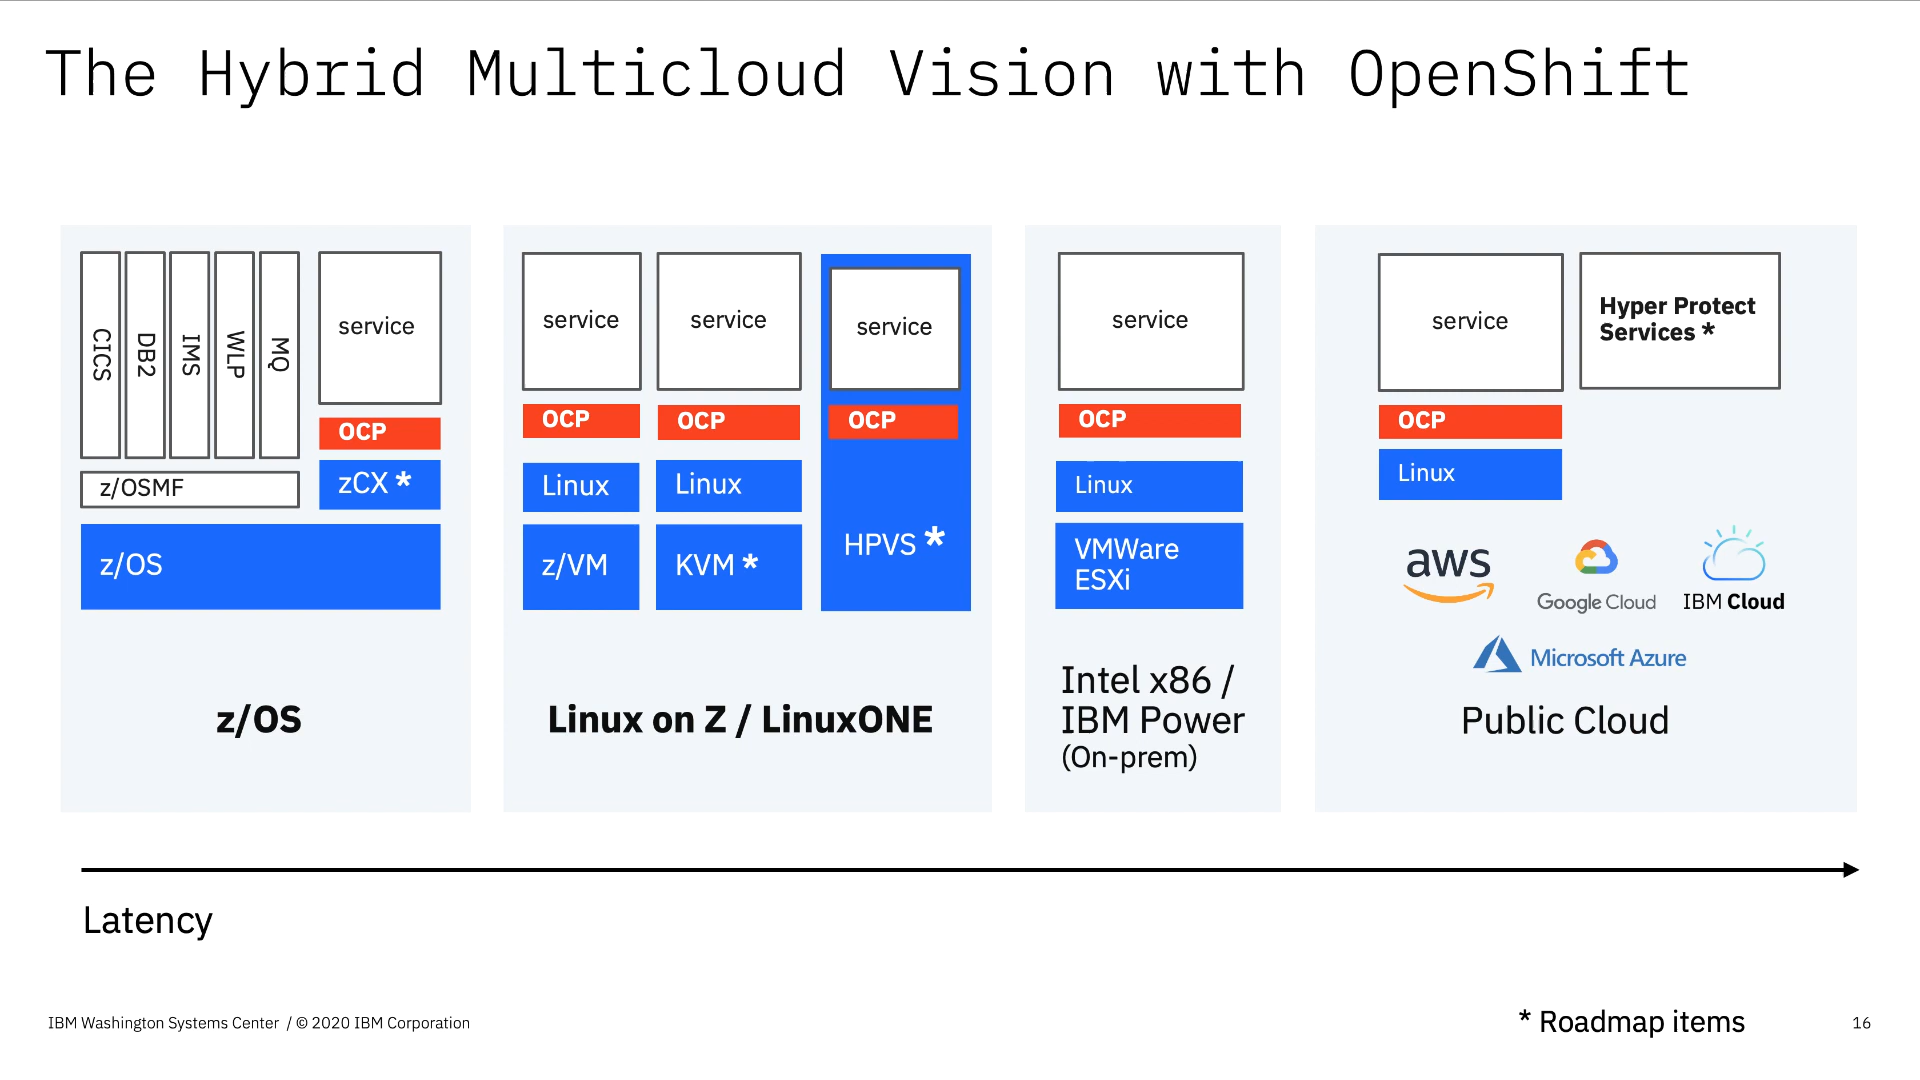 The Hybrid Multicloud Vision with OpenShift
CICS
DB2
IMS
WLP
MQ
service
OCP
zCX *
z/OSMF
z/OS
z/OS
service
OCP
Linux
z/VM
service
OCP
Linux
KVM *
service
OCP
HPVS *
Linux on Z / LinuxONE
service
OCP
Linux
VMWare
ESXi
Intel x86 /
IBM Power
(On-prem)
service
OCP
Linux
Hyper Protect
Services *
aws
Google Cloud
IBM Cloud
Microsoft Azure
Public Cloud
Latency
IBM Washington Systems Center / © 2020 IBM Corporation
* Roadmap items
16